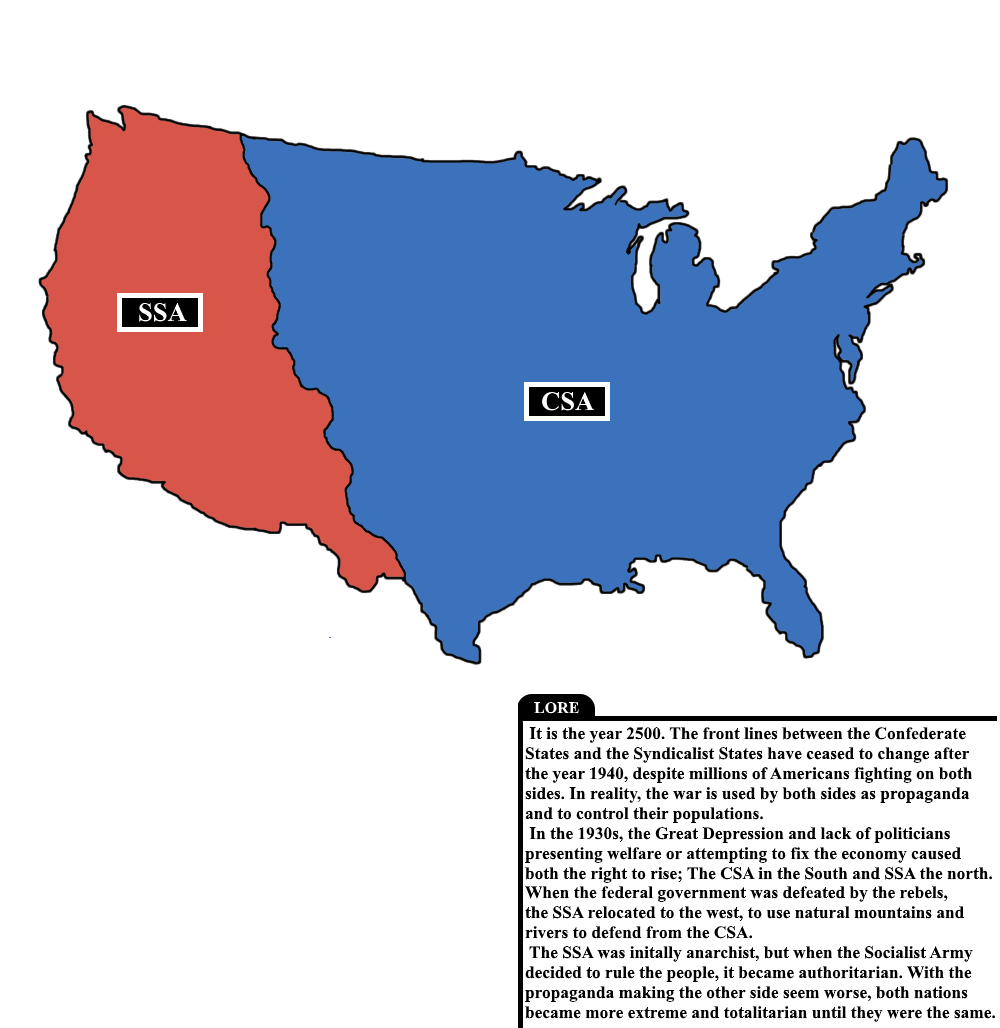 SSA
CSA
LORE
It is the year 2500. The front lines between the Confederate
States and the Syndicalist States have ceased to change after
the year 1940, despite millions of Americans fighting on both
sides. In reality, the war is used by both sides as propaganda
and to control their populations.
In the 1930s, the Great Depression and lack of politicians
presenting welfare or attempting to fix the economy caused
both the right to rise; The CSA in the South and SSA the north.
When the federal government was defeated by the rebels,
the SSA relocated to the west, to use natural mountains and
rivers to defend from the CSA.
The SSA was initally anarchist, but when the Socialist Army
decided to rule the people, it became authoritarian. With the
propaganda making the other side seem worse, both nations
became more extreme and totalitarian until they were the same.